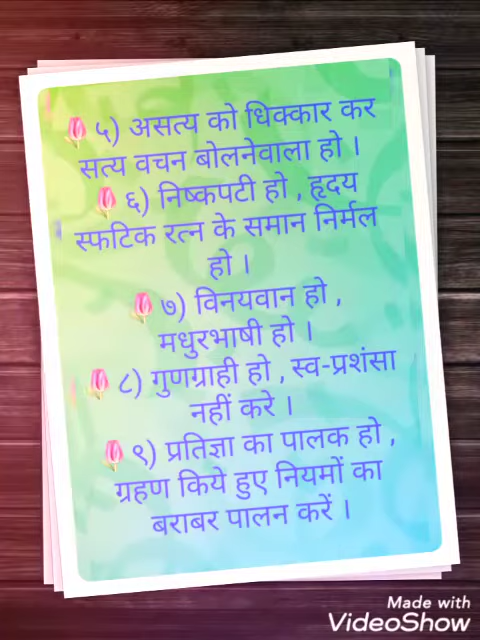 ५) असत्य को धिक्कार कर
सत्य वचन बोलनेवाला हो ।
६) निष्कपटी हो , हृदय
स्फटिक रत्न के समान निर्मल
हो ।
७) विनयवान हो ,
मधुरभाषी हो ।
८) गुणग्राही हो , स्व-प्रशंसा
नहीं करे ।
९) प्रतिज्ञा का पालक हो ,
ग्रहण किये हुए नियमों का
बराबर पालन करें ।
Made with
VideoShow